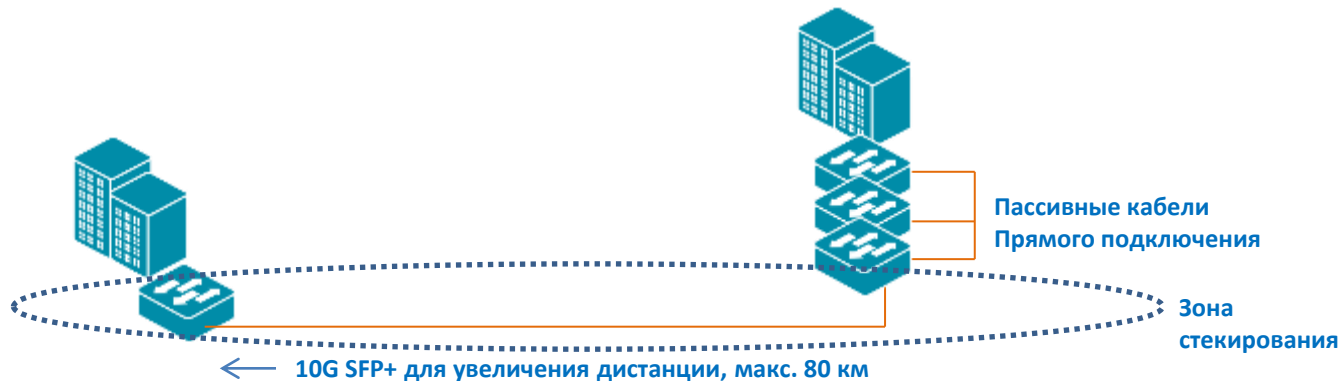 Пассивные кабели
Прямого подключения
Зона
стекирования
10G SFP+ для увеличения дистанции, макс. 80 км